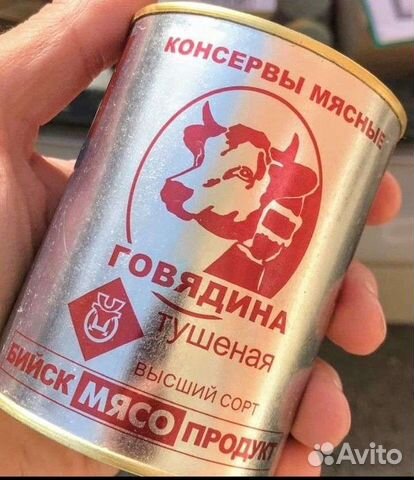 КОНСЕРВЫ МЯСНЫЕ
ГОВЯДИНА
тушеная
ВЫСШИЙ СОРТ
БИЙСК МЯСО ПРОДУКТ
Avito